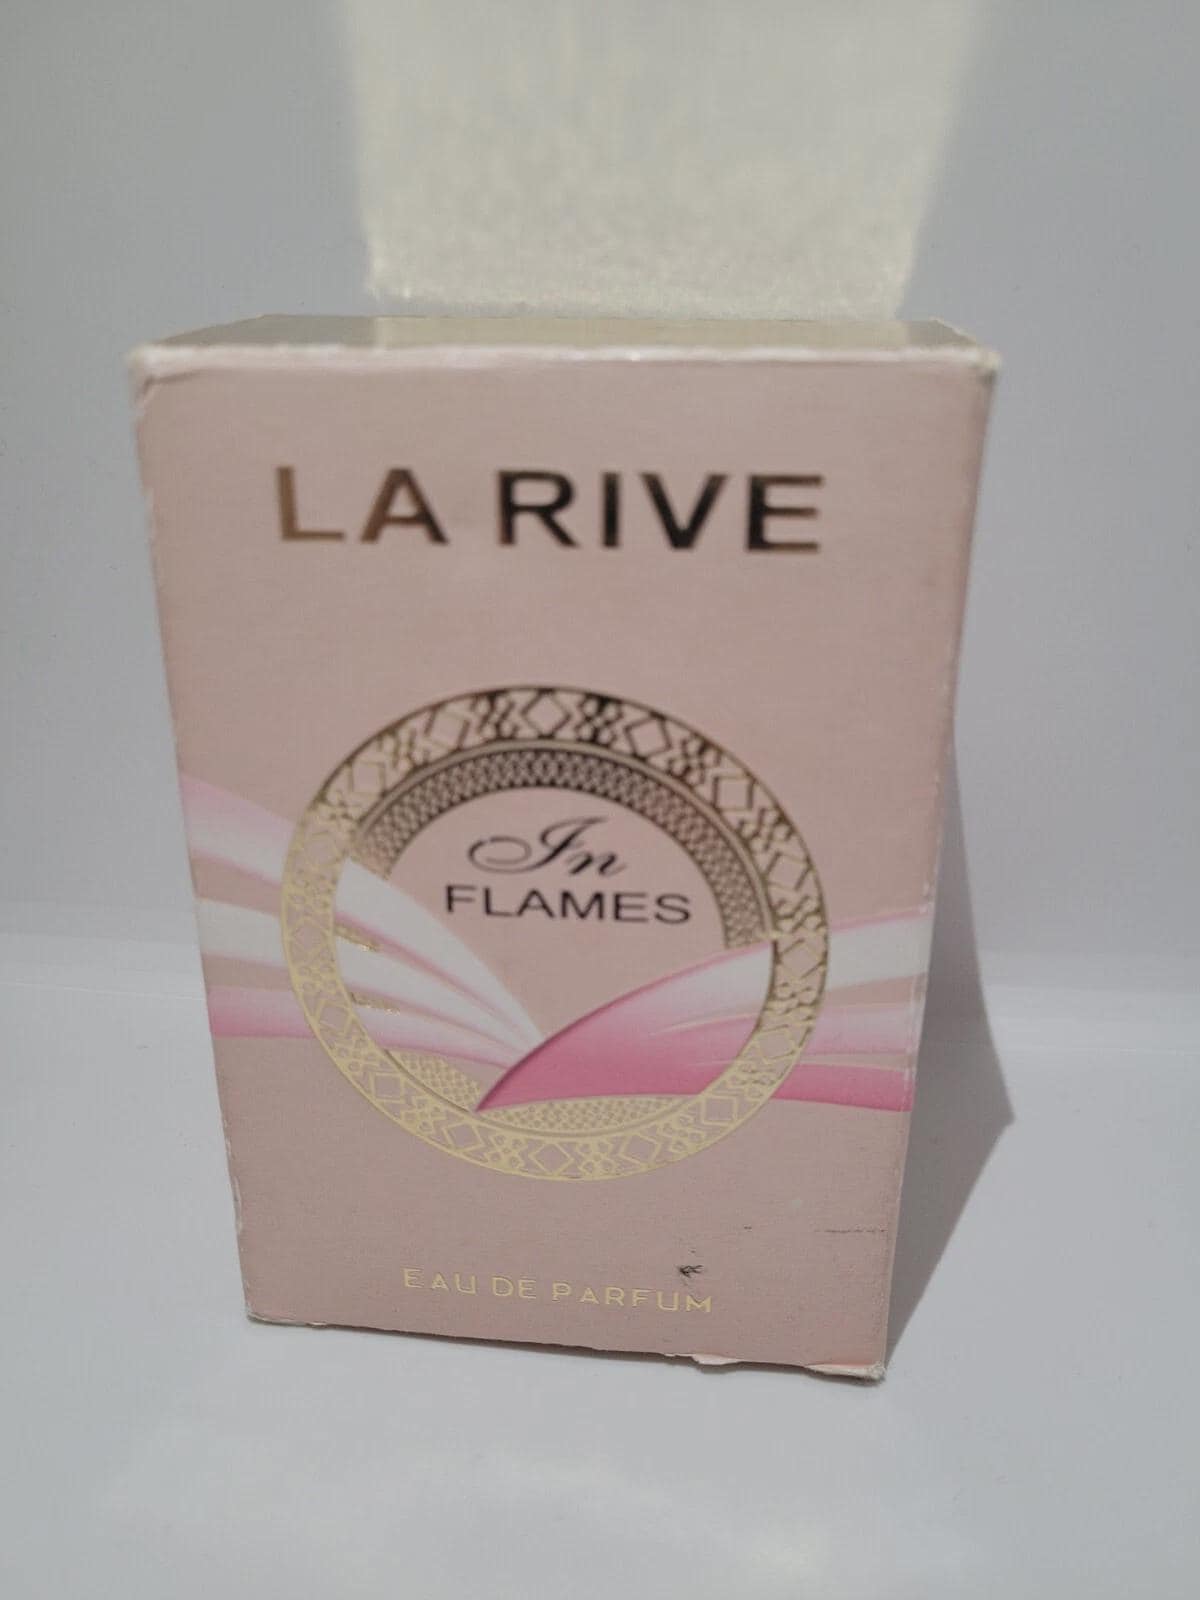 LA RIVE
In
FLAMES
EAU DE PARFUM